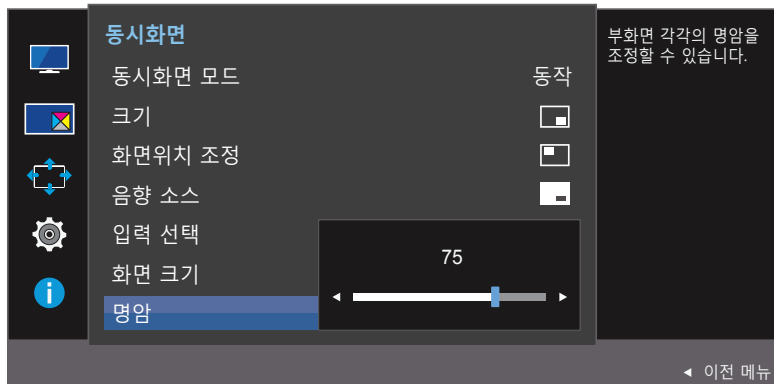 동시화면
동시화면 모드 동작
크기
화면위치 조정
음향 소스
입력 선택
화면 크기
명암
75
부화면 각각의 명암을
조정할 수 있습니다.
이전 메뉴